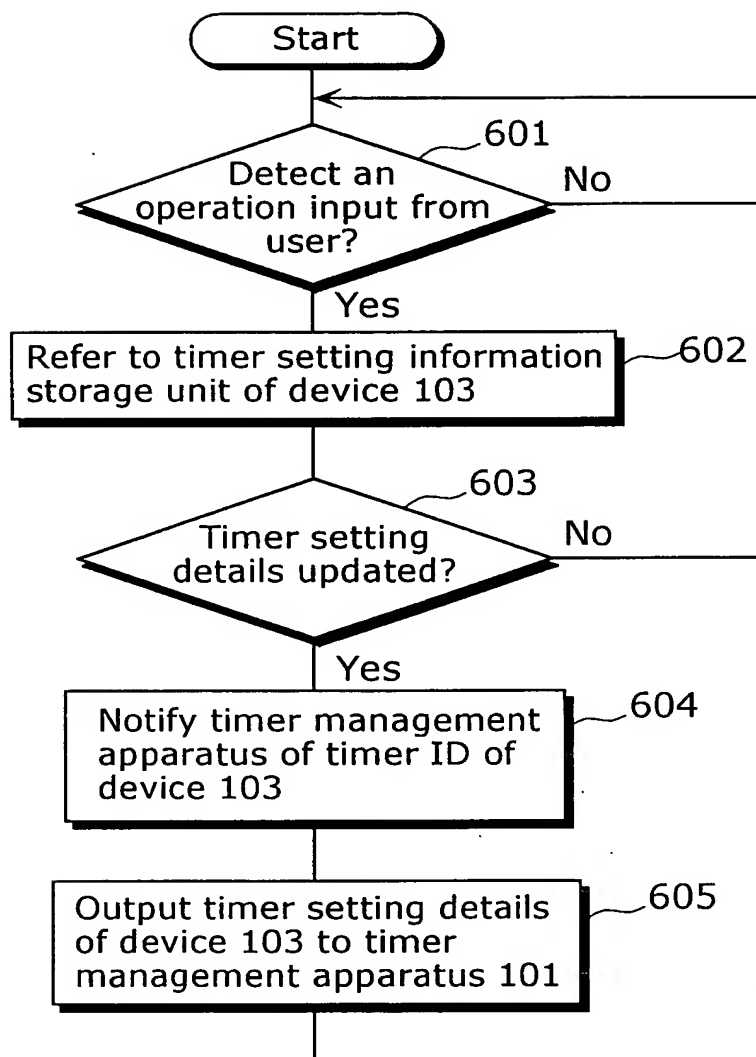 Start
601
Detect an
operation input from
user?
No
Yes
Refer to timer setting information
storage unit of device 103
602
603
Timer setting
details updated?
No
Yes
Notify timer management
apparatus of timer ID of
device 103
604
Output timer setting details
of device 103 to timer
management apparatus 101
605